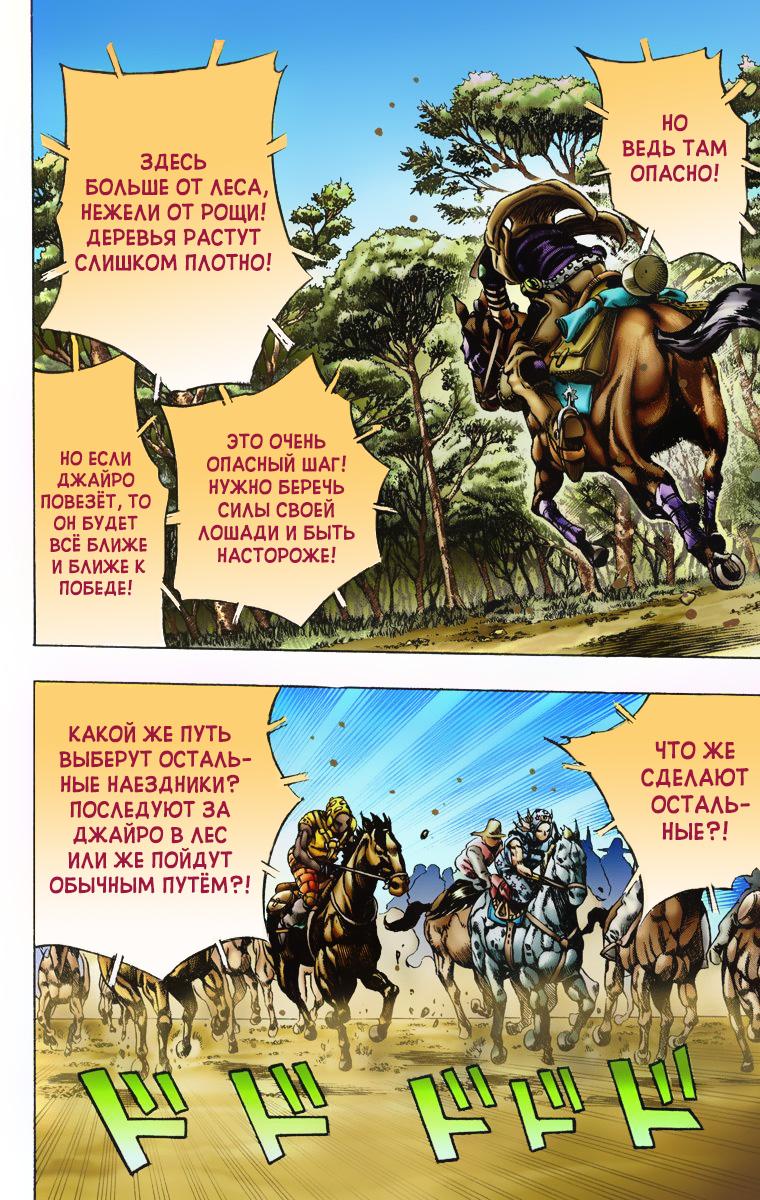 НО
ВЕДЬ ТАМ
ОПАСНО!
ЗДЕСЬ
БОЛЬШЕ ОТ ЛЕСА,
НЕЖЕЛИ ОТ РОЩИ!
ДЕРЕВЬЯ РАСТУТ
СЛИШКОМ ПЛОТНО!
ЭТО ОЧЕНЬ
ОПАСНЫЙ ШАГ!
НУЖНО БЕРЕЧЬ
СИЛЫ СВОЕЙ
ЛОШАДИ И БЫТЬ
НАСТОРОЖЕ!
НО ЕСЛИ
ДЖАЙРО
ПОВЕЗЁТ, ТО
ОН БУДЕТ
ВСЁ БЛИЖЕ
И БЛИЖЕ К
ПОБЕДЕ!
ЧТО ЖЕ
СДЕЛАЮТ
ОСТАЛЬ-
НЫЕ?!
КАКОЙ ЖЕ ПУТЬ
ВЫБЕРУТ ОСТАЛЬ-
НЫЕ НАЕЗДНИКИ?
ПОСЛЕДУЮТ ЗА
ДЖАЙРО В ЛЕС
ИЛИ ЖЕ ПОЙДУТ
ОБЫЧНЫМ ПУТЁМ?!
ドドドドド